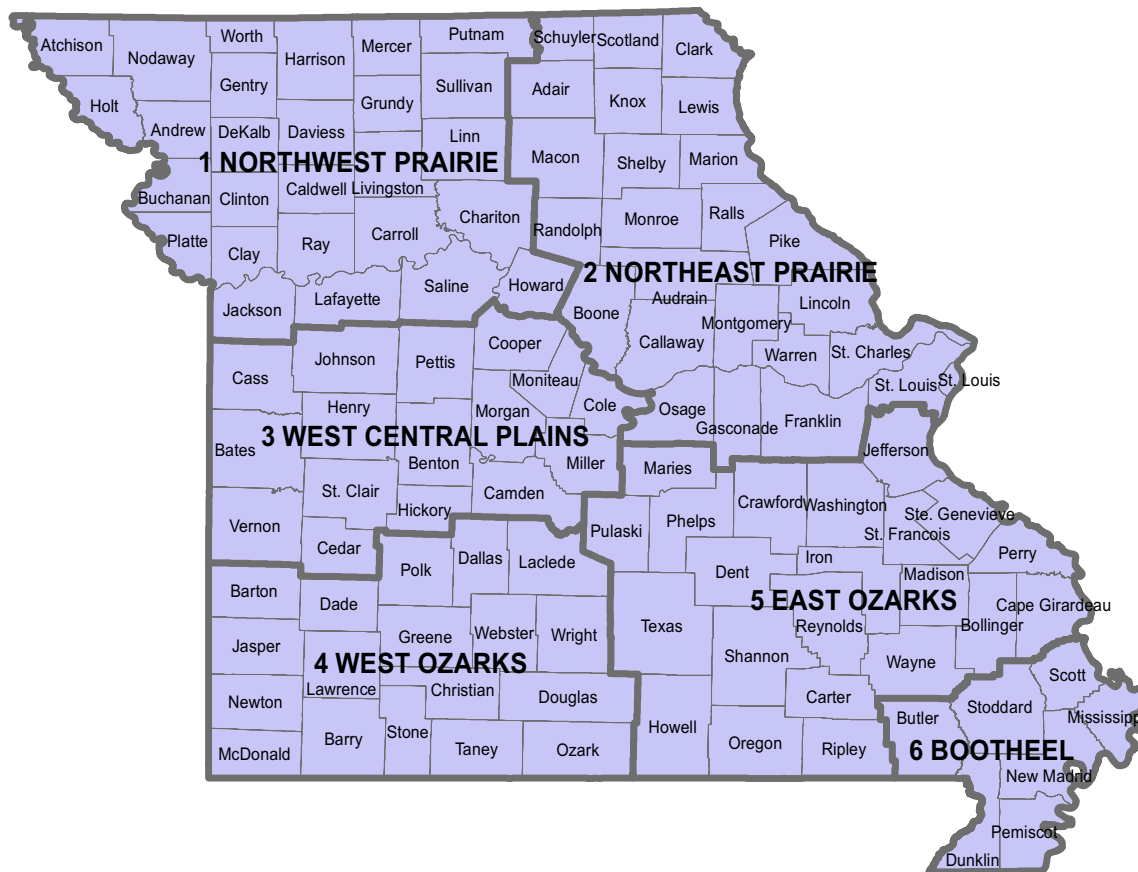 Atchison
Nodaway
Worth
Harrison
Mercer
Putnam
Schuyler
Scotland
Clark
Holt
Gentry
Grundy
Sullivan
Adair
Knox
Lewis
Andrew
DeKalb
Daviess
Linn
Macon
Shelby
Marion
1 NORTHWEST PRAIRIE
Buchanan
Clinton
Caldwell
Livingston
Chariton
Randolph
Monroe
Ralls
Pike
Platte
Clay
Ray
Carroll
2 NORTHEAST PRAIRIE
Jackson
Lafayette
Saline
Howard
Boone
Audrain
Lincoln
Callaway
Montgomery
Warren
St. Charles
St. Louis
St. Louis
Cass
Johnson
Pettis
Cooper
Moniteau
Cole
Osage
Gasconade
Franklin
Henry
Morgan
3 WEST CENTRAL PLAINS
Bates
Benton
Miller
Maries
Jefferson
St. Clair
Camden
Hickory
Vernon
Cedar
Pulaski
Phelps
Crawford
Washington
Ste. Genevieve
St. Francois
Perry
Polk
Dallas
Laclede
Dent
Iron
Madison
Barton
Dade
5 EAST OZARKS
Cape Girardeau
Bollinger
Jasper
Greene
Webster
Wright
Texas
Reynolds
4 WEST OZARKS
Shannon
Wayne
Newton
Lawrence
Christian
Douglas
Carter
Scott
Stoddard
Mississippi
McDonald
Barry
Stone
Taney
Ozark
Howell
Oregon
Ripley
Butler
6 BOOTHEEL
New Madrid
Pemiscot
Dunklin